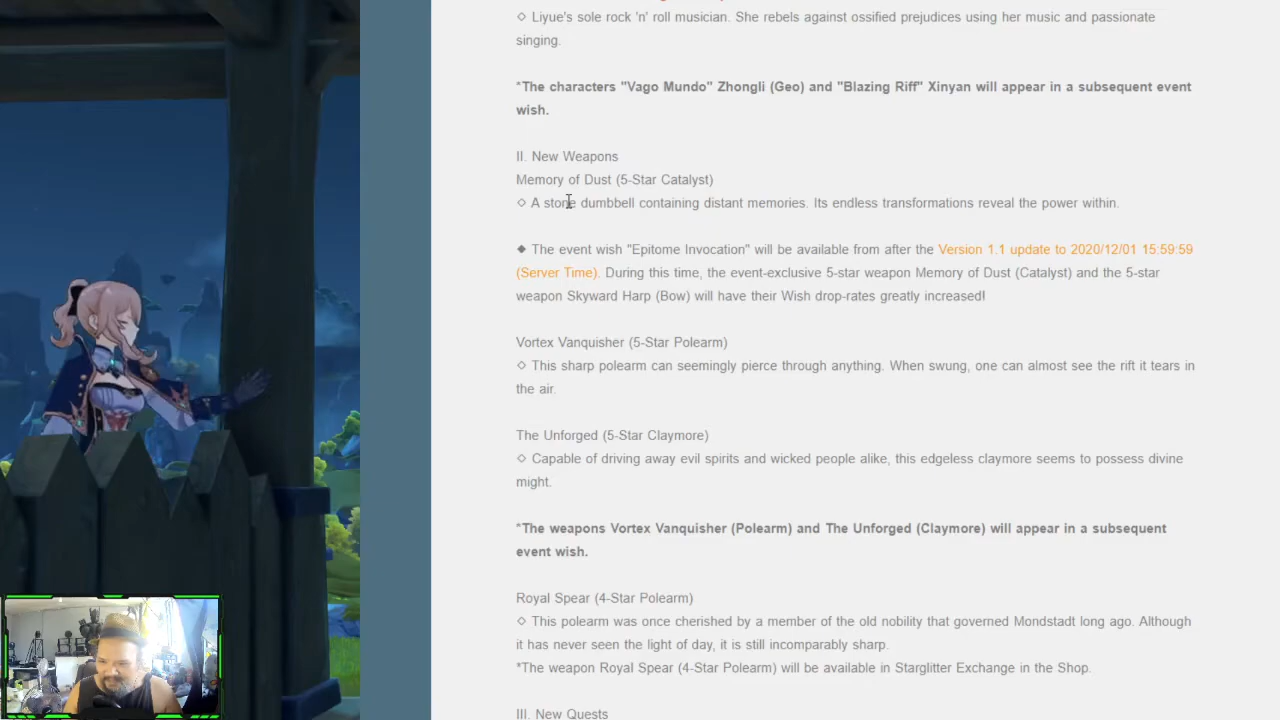 ◇ Liyue's sole rock 'n' roll musician. She rebels against ossified prejudices using her music and passionate
singing.
*The characters "Vago Mundo" Zhongli (Geo) and "Blazing Riff" Xinyan will appear in a subsequent event
wish.
II. New Weapons
Memory of Dust (5-Star Catalyst)
◇ A stone dumbbell containing distant memories. Its endless transformations reveal the power within.
◆ The event wish "Epitome Invocation" will be available from after the Version 1.1 update to 2020/12/01 15:59:59
(Server Time). During this time, the event-exclusive 5-star weapon Memory of Dust (Catalyst) and the 5-star
weapon Skyward Harp (Bow) will have their Wish drop-rates greatly increased!
Vortex Vanquisher (5-Star Polearm)
◇ This sharp polearm can seemingly pierce through anything. When swung, one can almost see the rift it tears in
the air.
The Unforged (5-Star Claymore)
◇ Capable of driving away evil spirits and wicked people alike, this edgeless claymore seems to possess divine
might.
*The weapons Vortex Vanquisher (Polearm) and The Unforged (Claymore) will appear in a subsequent
event wish.
Royal Spear (4-Star Polearm)
◇ This polearm was once cherished by a member of the old nobility that governed Mondstadt long ago. Although
it has never seen the light of day, it is still incomparably sharp.
*The weapon Royal Spear (4-Star Polearm) will be available in Starglitter Exchange in the Shop.
III. New Quests